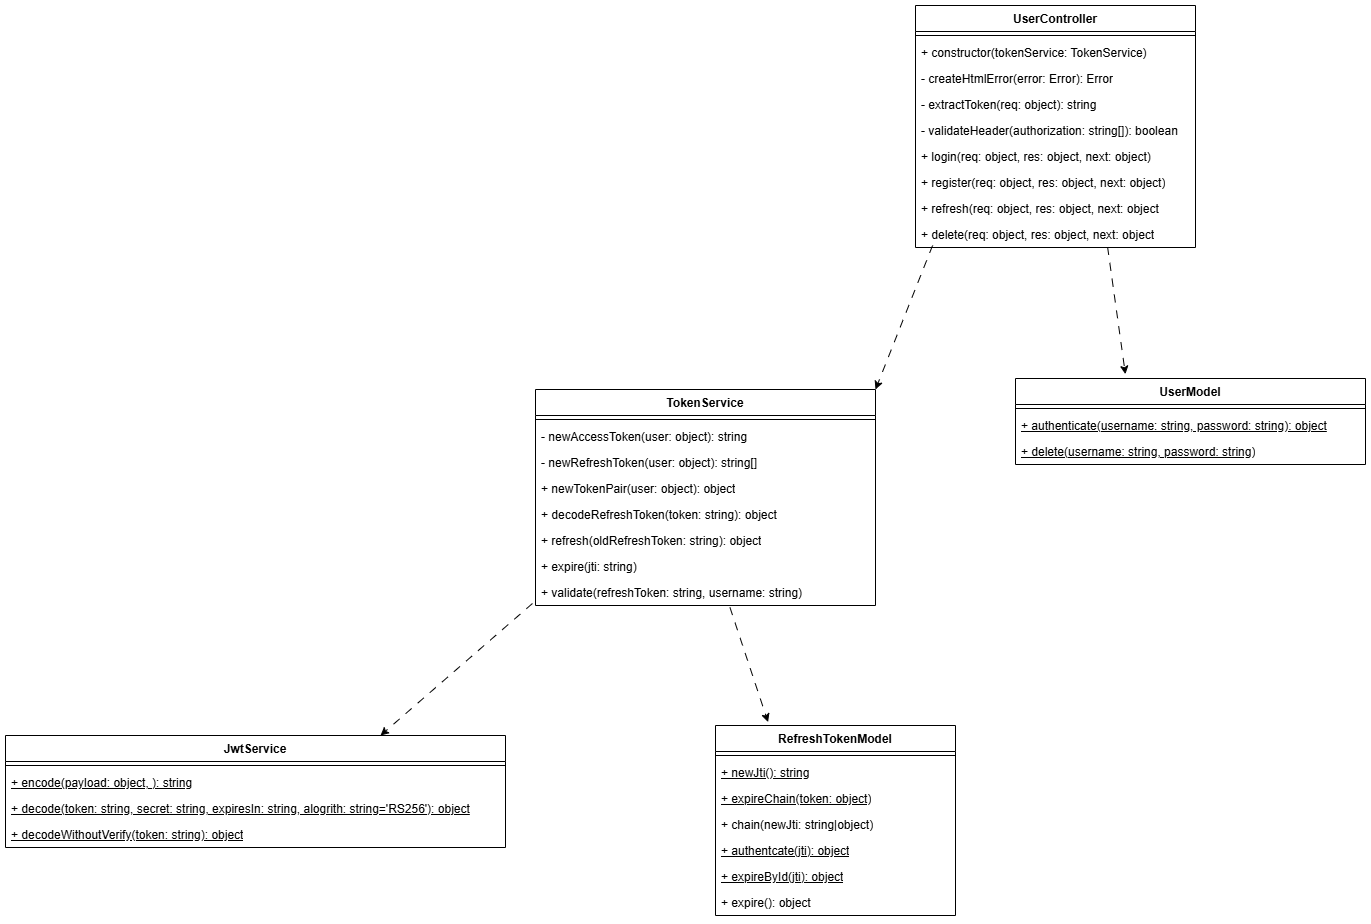 UserController
+ constructor(tokenService: TokenService)
- createHtmlError(error: Error): Error
- extractToken(req: object): string
- validateHeader(authorization: string[]): boolean
+ login(req: object, res: object, next: object)
+ register(req: object, res: object, next: object)
+ refresh(req: object, res: object, next: object
+ delete(req: object, res: object, next: object
TokenService
- newAccessToken(user: object): string
- newRefreshToken(user: object): string[]
+ newTokenPair(user: object): object
+ decodeRefreshToken(token: string): object
+ refresh(oldRefreshToken: string): object
+ expire(jti: string)
+ validate(refreshToken: string, username: string)
UserModel
+ authenticate(username: string, password: string): object
+ delete(username: string, password: string)
JwtService
+ encode(payload: object, ): string
+ decode(token: string, secret: string, expiresIn: string, alogrith: string='RS256'): object
+ decodeWithoutVerify(token: string): object
RefreshTokenModel
+ newJti(): string
+ expireChain(token: object)
+ chain(newJti: string|object)
+ authentcate(jti): object
+ expireById(jti): object
+ expire(): object